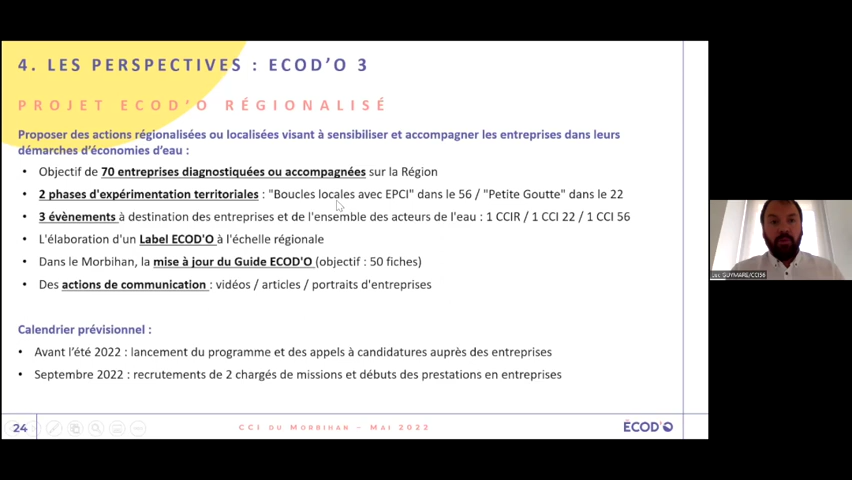 4. LES PERSPECTIVES : ECOD'O 3
PROJET ECOD'O RÉGIONALISÉ
Proposer des actions régionalisées ou localisées visant à sensibiliser et accompagner les entreprises dans leurs
démarches d'économies d'eau :
• Objectif de 70 entreprises diagnostiquées ou accompagnées sur la Région
• 2 phases d'expérimentation territoriales : "Boucles locales avec EPCI" dans le 56 / "Petite Goutte" dans le 22
• 3 évènements à destination des entreprises et de l'ensemble des acteurs de l'eau : 1 CCIR / 1 CCI 22 / 1 CCI 56
• L'élaboration d'un Label ECOD'O à l'échelle régionale
• Dans le Morbihan, la mise à jour du Guide ECOD'O (objectif : 50 fiches)
• Des actions de communication : vidéos / articles / portraits d'entreprises
Calendrier prévisionnel :
• Avant l'été 2022 : lancement du programme et des appels à candidatures auprès des entreprises
• Septembre 2022 : recrutements de 2 chargés de missions et débuts des prestations en entreprises
24
CCI DU MORBIHAN – MAI 2022
ÉCOD'O
Luc GUYMARE/CCI56